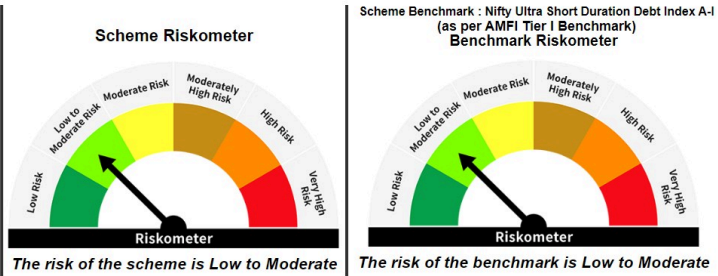 Scheme Riskometer
Low Risk
Low to
Moderate Risk
Moderate Risk
Moderately
High Risk
High Risk
Very High
Risk
Riskometer
The risk of the scheme is Low to Moderate
Scheme Benchmark : Nifty Ultra Short Duration Debt Index A-I
(as per AMFI Tier I Benchmark)
Benchmark Riskometer
Low Risk
Low to
Moderate Risk
Moderate Risk
Moderately
High Risk
High Risk
Very High
Risk
Riskometer
The risk of the benchmark is Low to Moderate